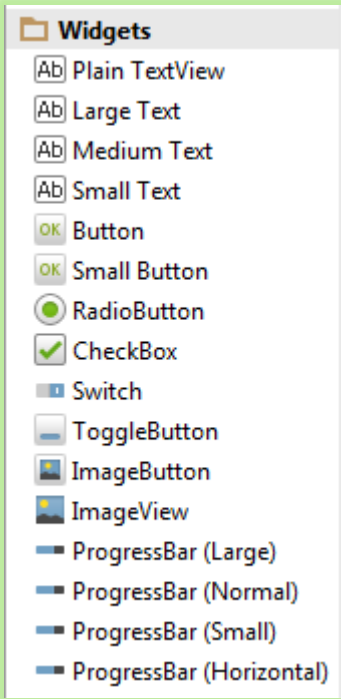 Widgets
Ab Plain TextView
Ab Large Text
Ab Medium Text
Ab Small Text
OK Button
OK Small Button
RadioButton
CheckBox
Switch
ToggleButton
ImageButton
ImageView
ProgressBar (Large)
ProgressBar (Normal)
ProgressBar (Small)
ProgressBar (Horizontal)